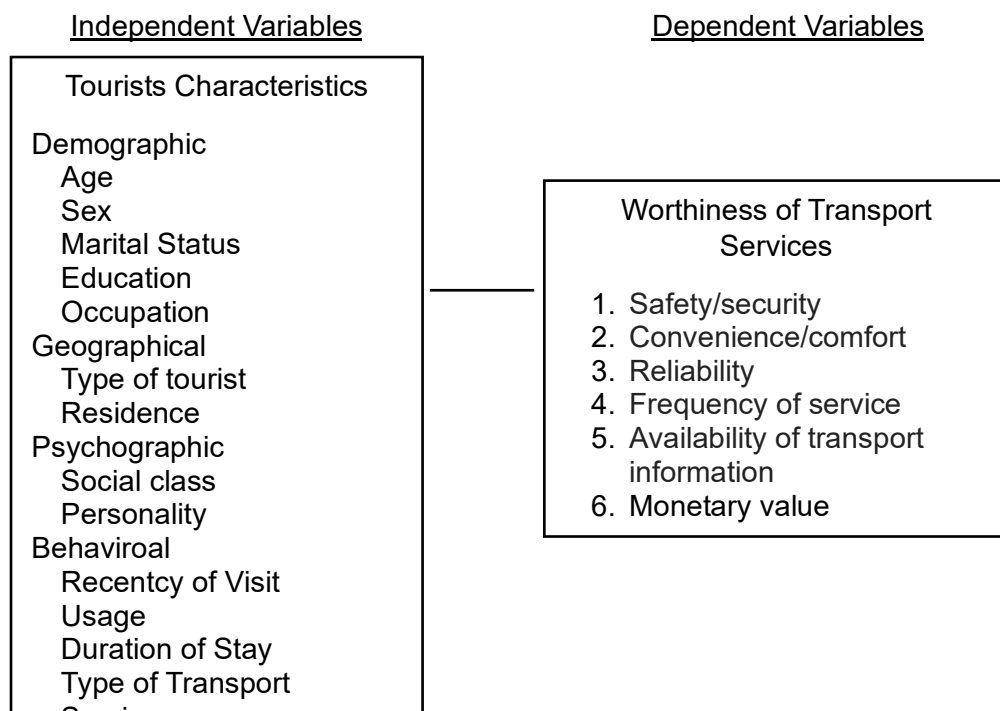 Independent Variables
Tourists Characteristics
Demographic
Age
Sex
Marital Status
Education
Occupation
Geographical
Type of tourist
Residence
Psychographic
Social class
Personality
Behaviroal
Recentcy of Visit
Usage
Duration of Stay
Type of Transport
Dependent Variables
Worthiness of Transport
Services
1. Safety/security
2. Convenience/comfort
3. Reliability
4. Frequency of service
5. Availability of transport
information
6. Monetary value